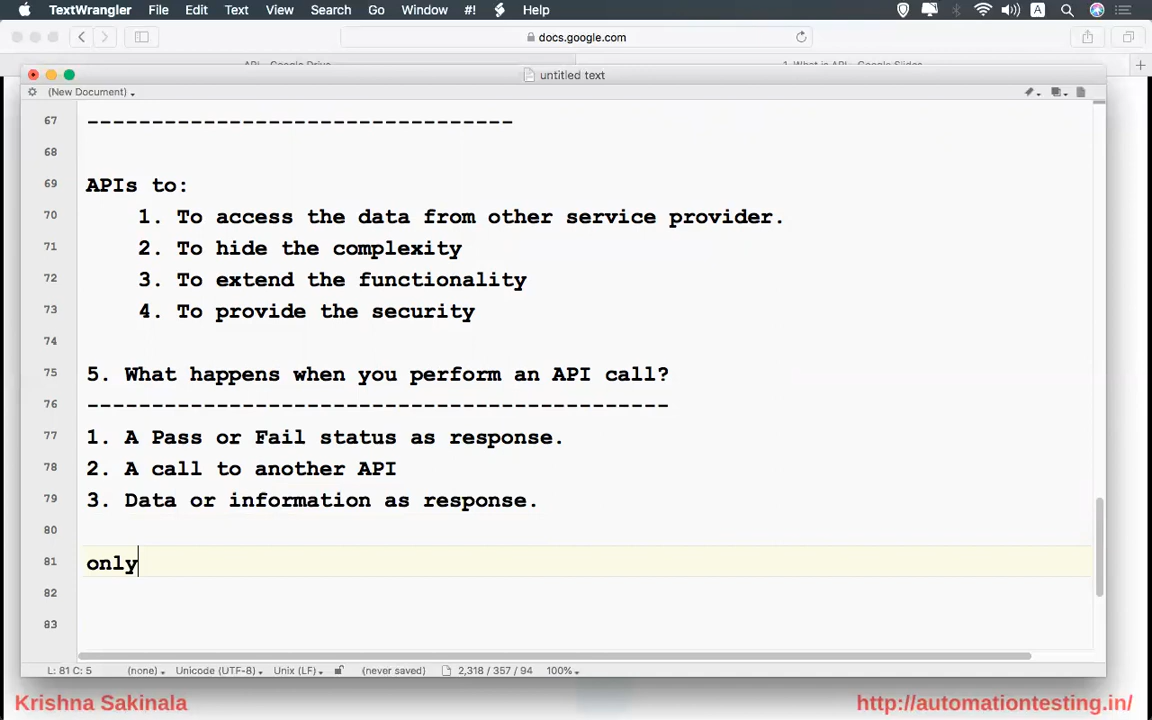 TextWrangler File Edit Text View Search Go Window #! Help
docs.google.com
untitled text
(New Document)
67 ---------------------------------
68
69 APIs to:
70 1. To access the data from other service provider.
71 2. To hide the complexity
72 3. To extend the functionality
73 4. To provide the security
74
75 5. What happens when you perform an API call?
76 ---------------------------------------------
77 1. A Pass or Fail status as response.
78 2. A call to another API
79 3. Data or information as response.
80
81 only
82
83
L: 81 C: 5 (none) Unicode (UTF-8) Unix (LF) (never saved) 2,318 / 357 / 94 100%
Krishna Sakinala http://automationtesting.in/